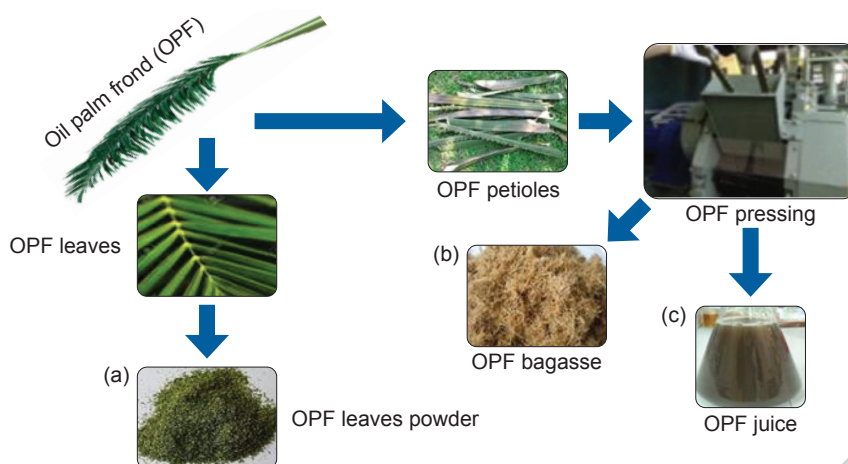 Oil palm frond (OPF)
OPF petioles
OPF pressing
OPF leaves
(b)
OPF bagasse
(c)
OPF juice
(a)
OPF leaves powder